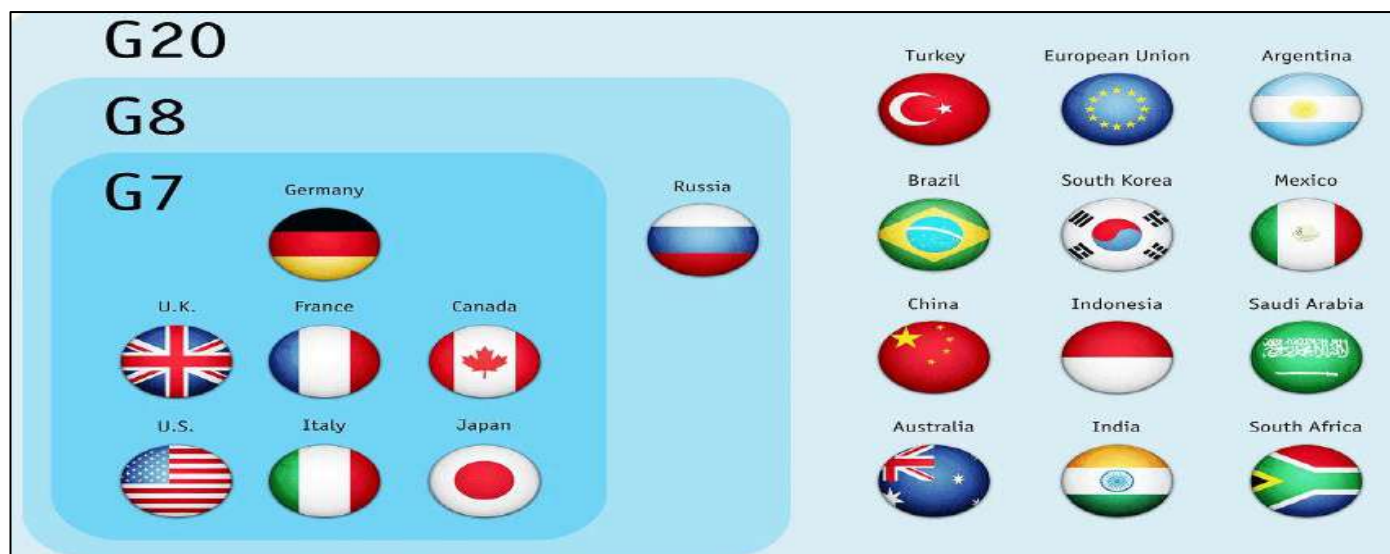 G20
Turkey European Union Argentina
G8
G7
Germany
Russia
Brazil South Korea Mexico
U.K. France Canada
China Indonesia Saudi Arabia
U.S. Italy Japan
Australia India South Africa